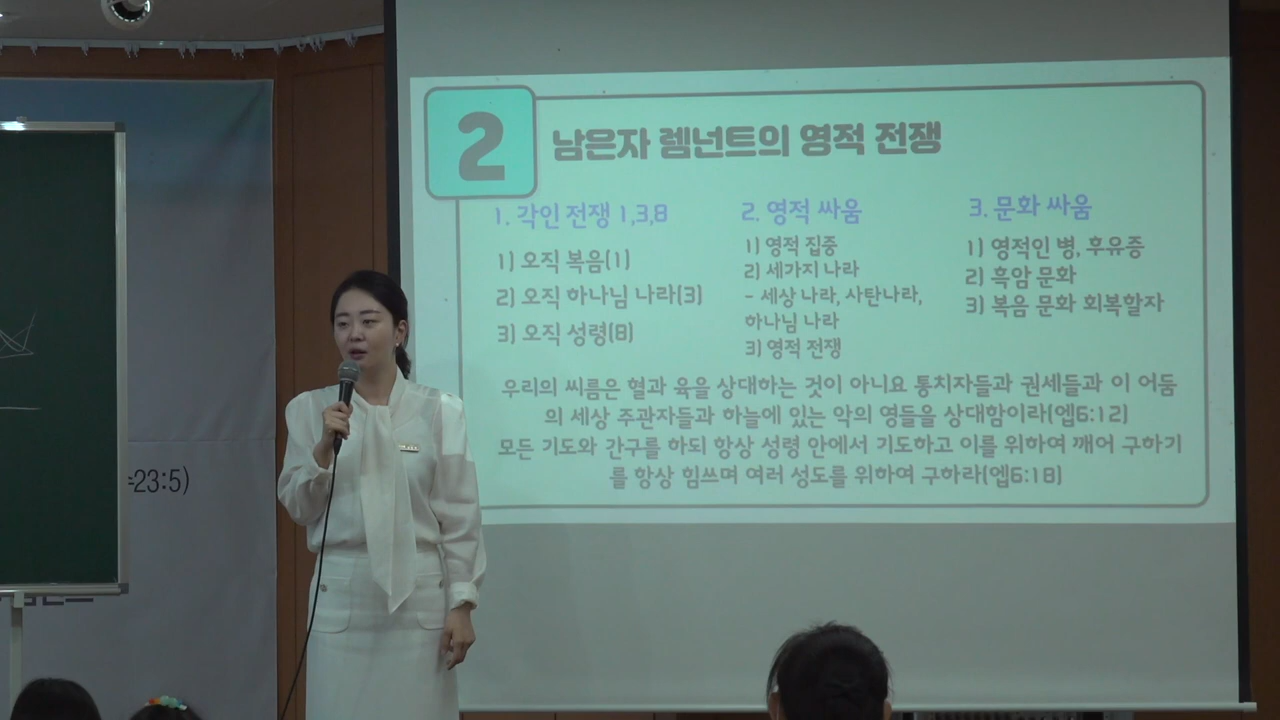 2
남은자 렘넌트의 영적 전쟁
1. 각인 전쟁 1,3,8
1) 오직 복음(1)
2) 오직 하나님 나라(3)
3) 오직 성령(8)
2. 영적 싸움
1) 영적 집중
2) 세가지 나라
- 세상 나라, 사탄나라,
하나님 나라
3) 영적 전쟁
3. 문화 싸움
1) 영적인 병, 후유증
2) 흑암 문화
3) 복음 문화 회복할자
우리의 씨름은 혈과 육을 상대하는 것이 아니요 통치자들과 권세들과 이 어둠
의 세상 주관자들과 하늘에 있는 악의 영들을 상대함이라(엡6:12)
모든 기도와 간구를 하되 항상 성령 안에서 기도하고 이를 위하여 깨어 구하기
를 항상 힘쓰며 여러 성도를 위하여 구하라(엡6:18)
23:5)